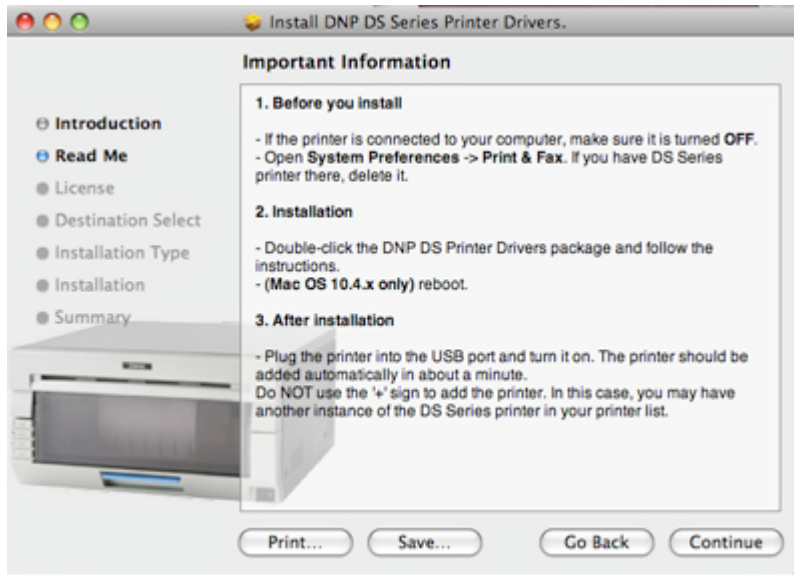 Install DNP DS Series Printer Drivers.
Important Information
Introduction
Read Me
License
Destination Select
Installation Type
Installation
Summary
1. Before you install
- If the printer is connected to your computer, make sure it is turned OFF.
- Open System Preferences -> Print & Fax. If you have DS Series
printer there, delete it.
2. Installation
- Double-click the DNP DS Printer Drivers package and follow the
instructions.
- (Mac OS 10.4.x only) reboot.
3. After installation
- Plug the printer into the USB port and turn it on. The printer should be
added automatically in about a minute.
Do NOT use the '+' sign to add the printer. In this case, you may have
another instance of the DS Series printer in your printer list.
Print...
Save...
Go Back
Continue